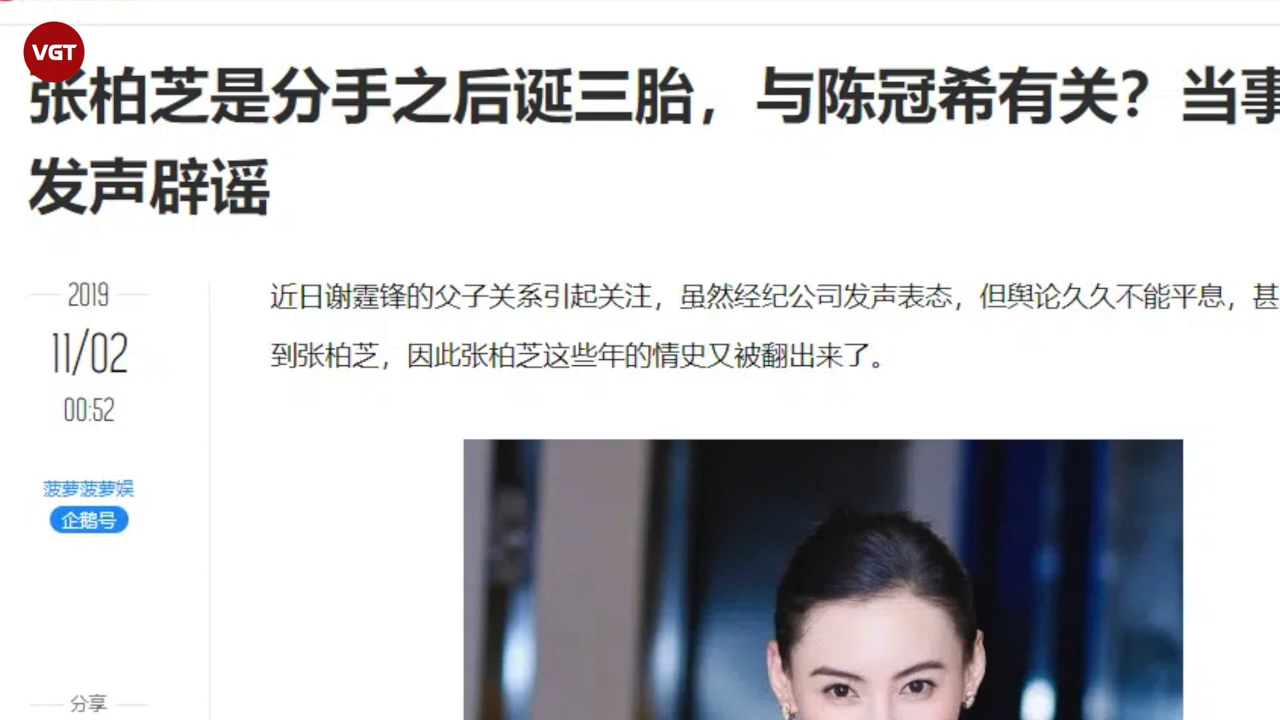 VGT
张柏芝是分手之后诞三胎，与陈冠希有关？当事
发声辟谣
2019
11/02
00:52
菠萝菠萝娱
企鹅号
分享
近日谢霆锋的父子关系引起关注，虽然经纪公司发声表态，但舆论久久不能平息，甚
到张柏芝，因此张柏芝这些年的情史又被翻出来了。